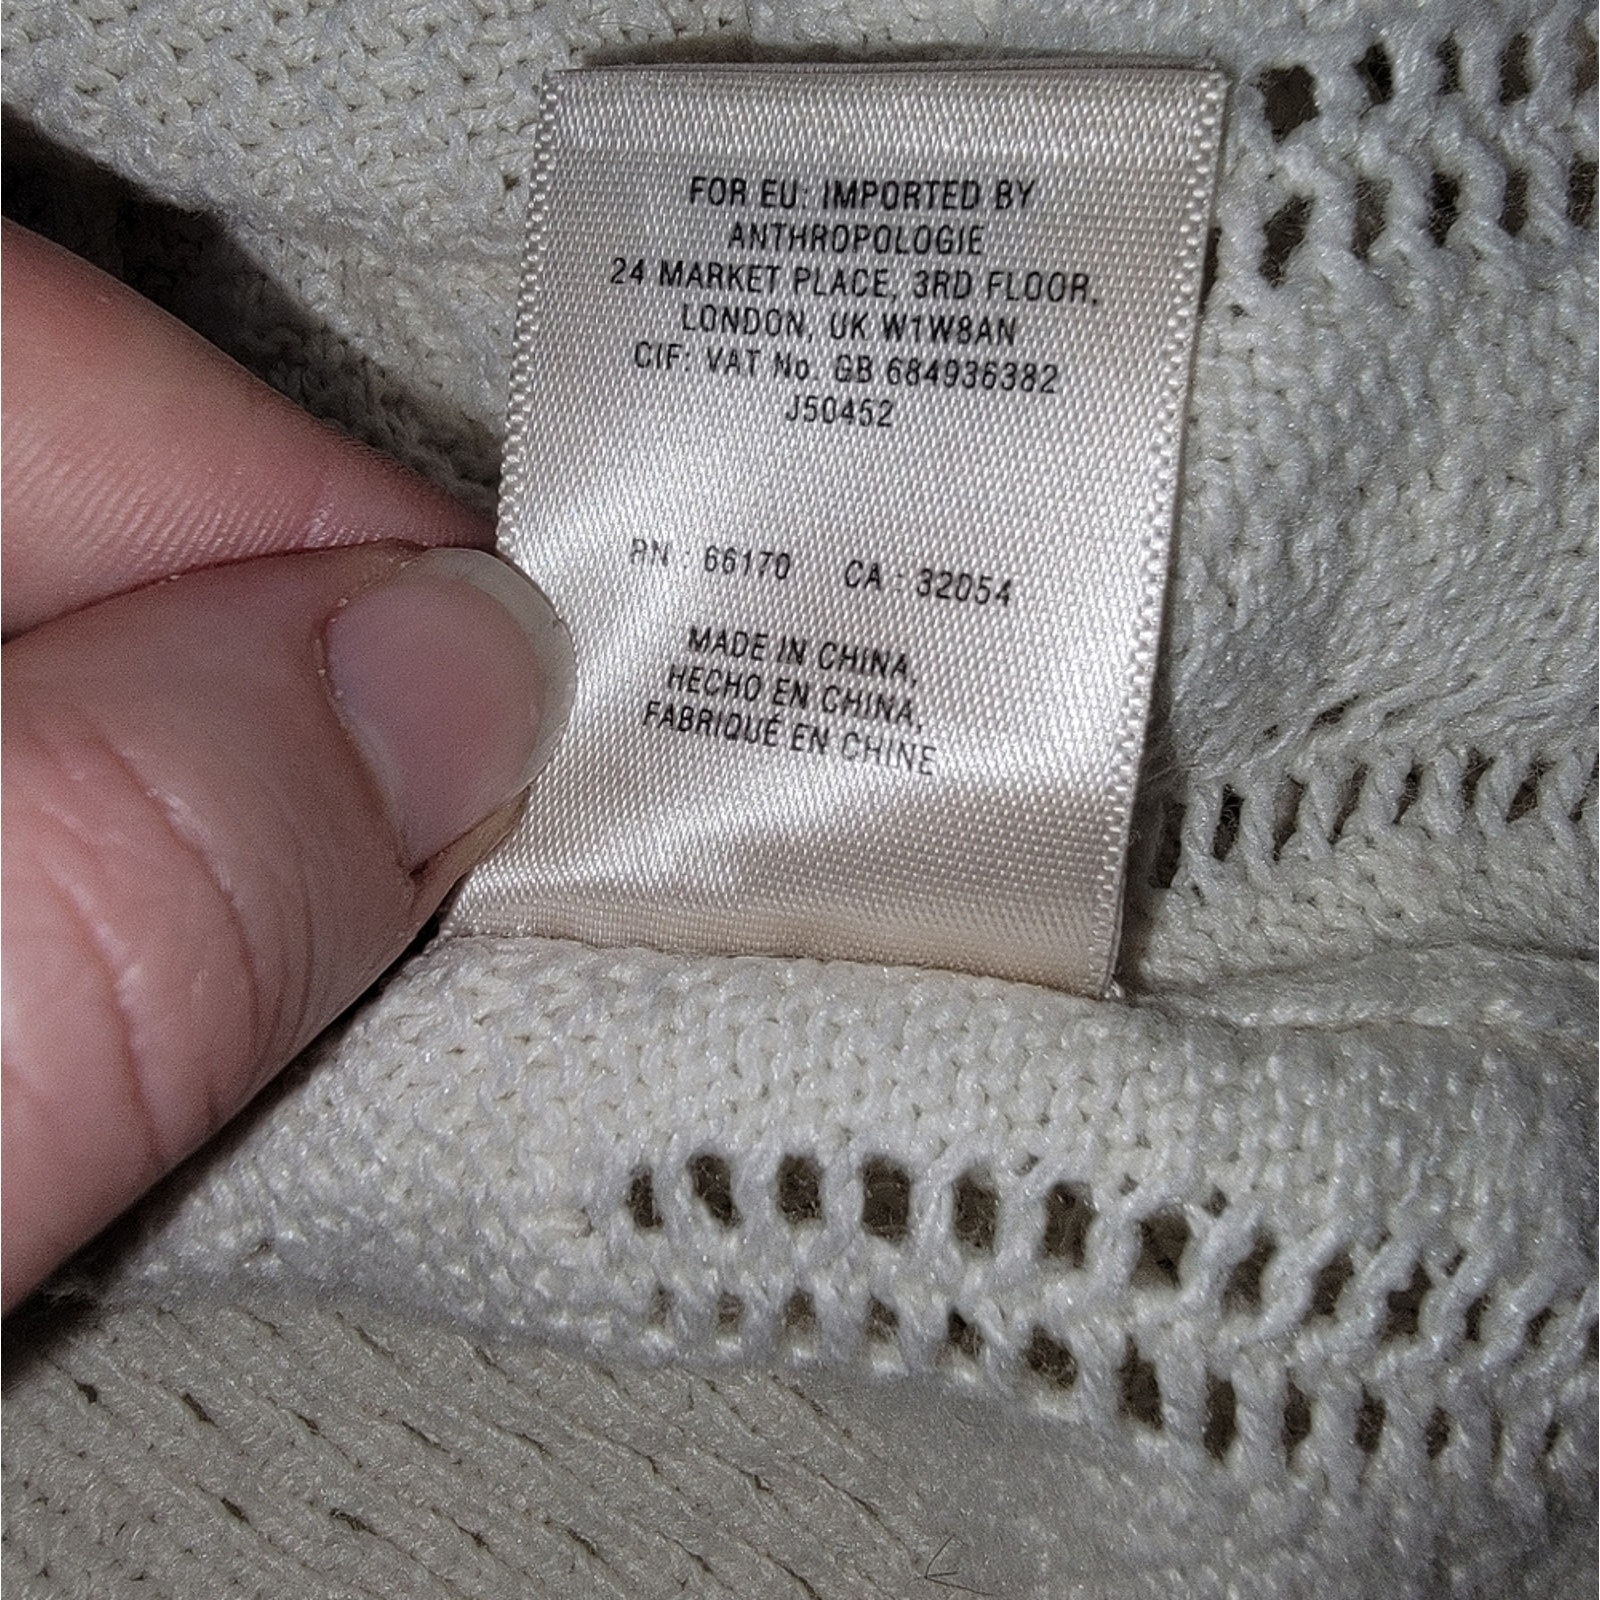 FOR EU: IMPORTED BY
ANTHROPOLOGIE
24 MARKET PLACE, 3RD FLOOR,
LONDON, UK W1W8AN
CIF: VAT No. GB 684936382
J50452
RN : 66170 CA : 32054
MADE IN CHINA,
HECHO EN CHINA,
FABRIQUÉ EN CHINE